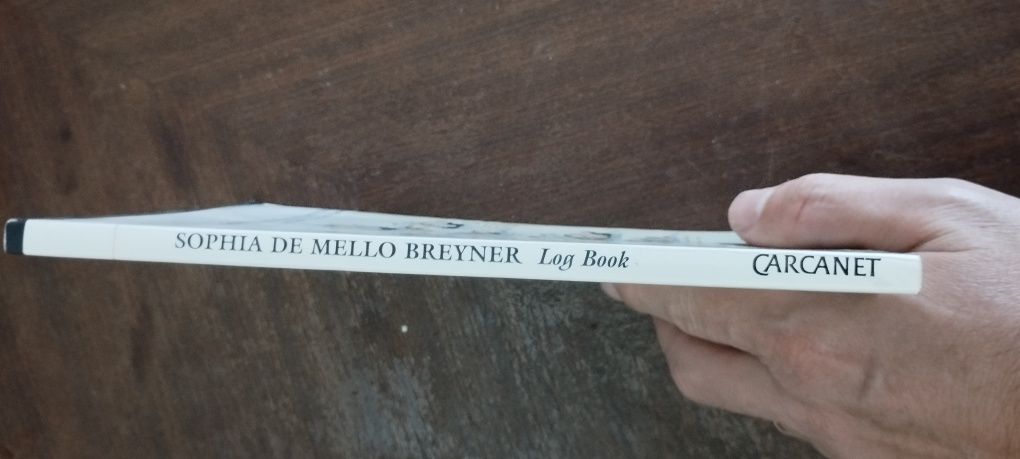 SOPHIA DE MELLO BREYNER Log Book CARCANET